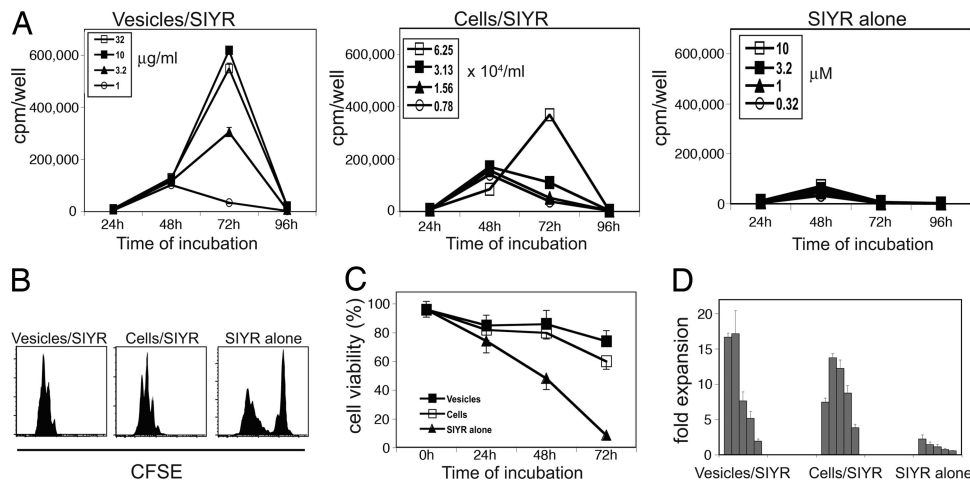 A
Vesicles/SIYR
cpm/well
600,000
400,000
200,000
0
32
10
3.2
1
μg/ml
24h 48h 72h 96h
Time of incubation
Cells/SIYR
cpm/well
600,000
400,000
200,000
0
6.25
3.13
1.56
0.78
x 10⁴/ml
24h 48h 72h 96h
Time of incubation
SIYR alone
cpm/well
600,000
400,000
200,000
0
10
3.2
1
0.32
μM
24h 48h 72h 96h
Time of incubation
B
Vesicles/SIYR Cells/SIYR SIYR alone
CFSE
C
cell viability (%)
100
80
60
40
20
0
Vesicles
Cells
SIYR alone
0h 24h 48h 72h
Time of incubation
D
fold expansion
20
15
10
5
0
Vesicles/SIYR Cells/SIYR SIYR alone